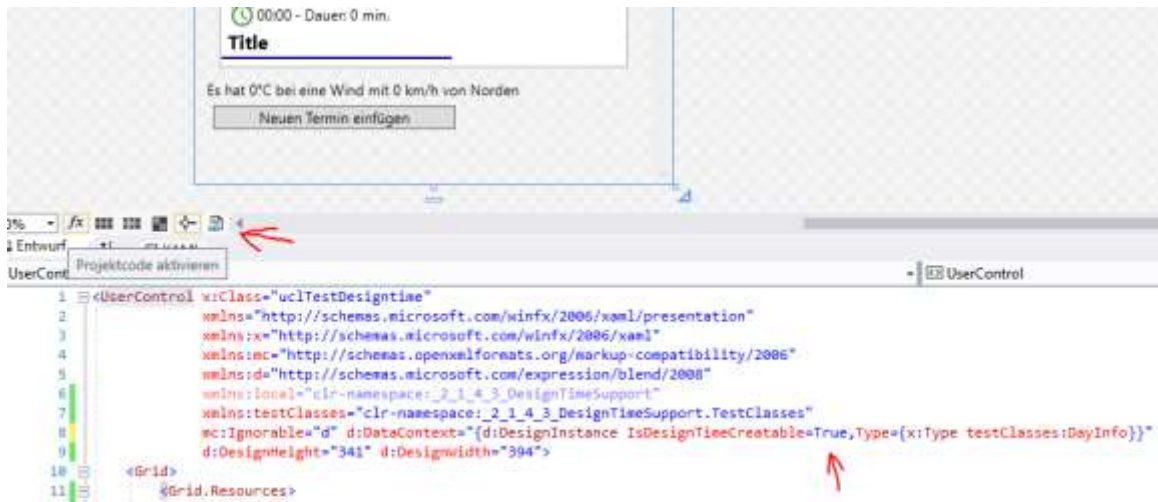 00:00 - Dauer: 0 min.
Title
Es hat 0°C bei eine Wind mit 0 km/h von Norden
Neuen Termin einfügen
fx
Entwurf
UserCont
Projektcode aktivieren
UserControl
1 <UserControl x:Class="uclTestDesigntime"
2 xmlns="http://schemas.microsoft.com/winfx/2006/xaml/presentation"
3 xmlns:x="http://schemas.microsoft.com/winfx/2006/xaml"
4 xmlns:mc="http://schemas.openxmlformats.org/markup-compatibility/2006"
5 xmlns:d="http://schemas.microsoft.com/expression/blend/2008"
6 xmlns:local="clr-namespace:_2_1_4_3_DesignTimeSupport"
7 xmlns:testClasses="clr-namespace:_2_1_4_3_DesignTimeSupport.TestClasses"
8 mc:Ignorable="d" d:DataContext="{d:DesignInstance IsDesignTimeCreatable=True,Type={x:Type testClasses:DayInfo}}"
9 d:DesignHeight="341" d:DesignWidth="394">
10 <Grid>
11 <Grid.Resources>